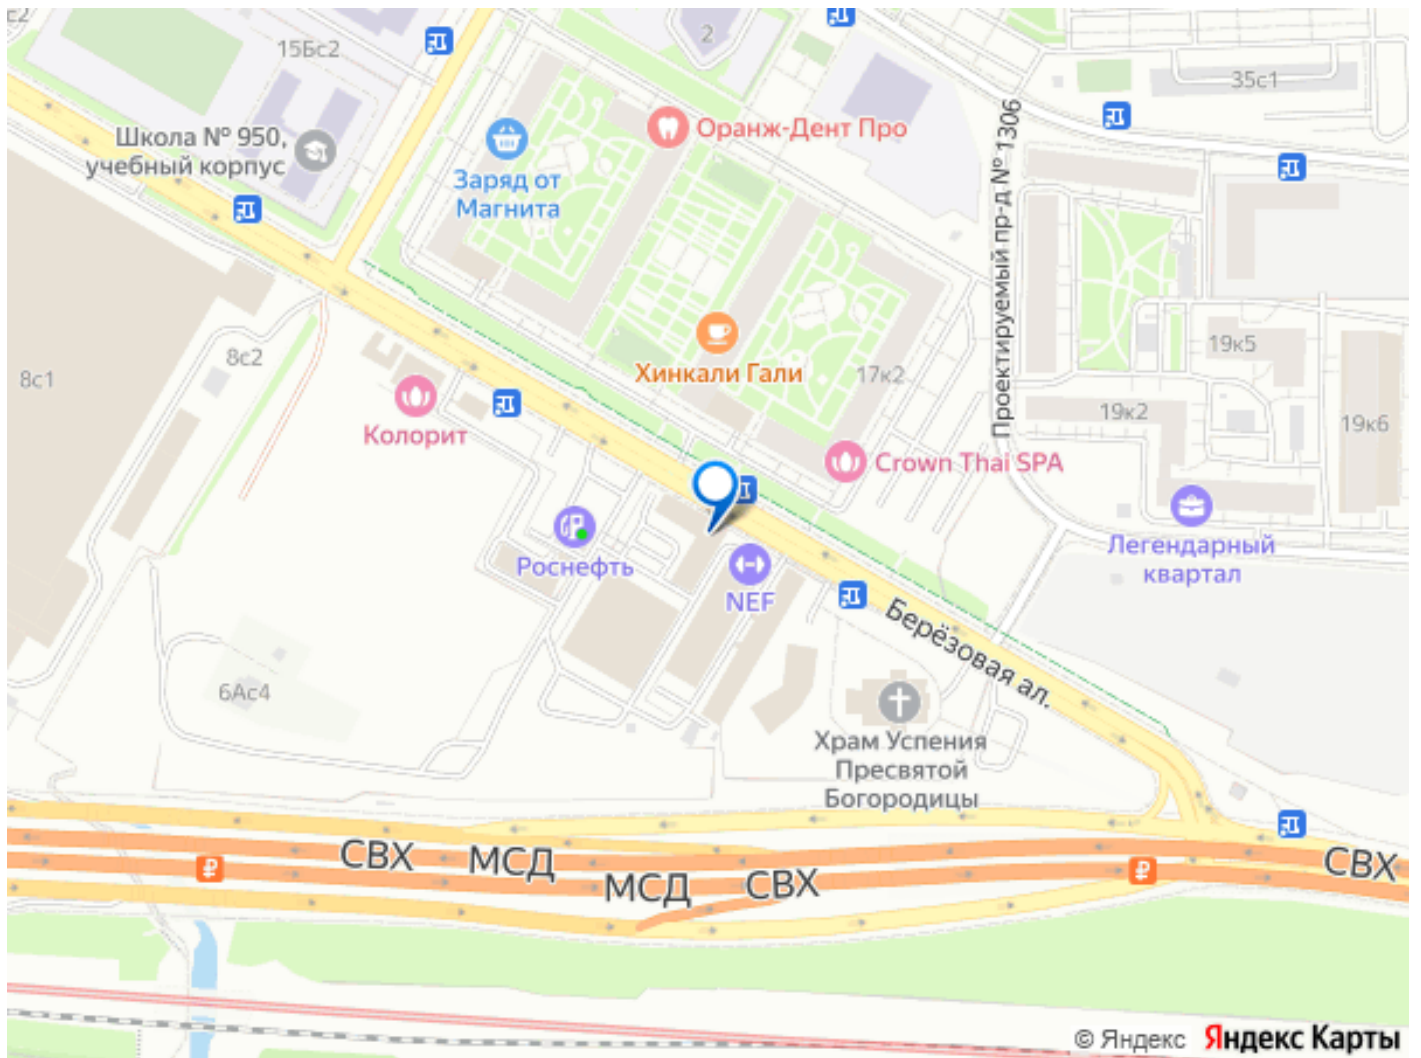 2
15Бс2
35с1
Школа № 950,
учебный корпус
Оранж-Дент Про
Заряд от
Магнита
Проектируемый пр-д № 1306
8с2
8с1
Хинкали Гали
17к2
19к5
19к2
19к6
Колорит
Crown Thai SPA
Роснефть
NEF
Легендарный
квартал
Берёзовая ал.
6Ас4
Храм Успения
Пресвятой
Богородицы
СВХ
МСД
МСД
СВХ
СВХ
© Яндекс Яндекс Карты